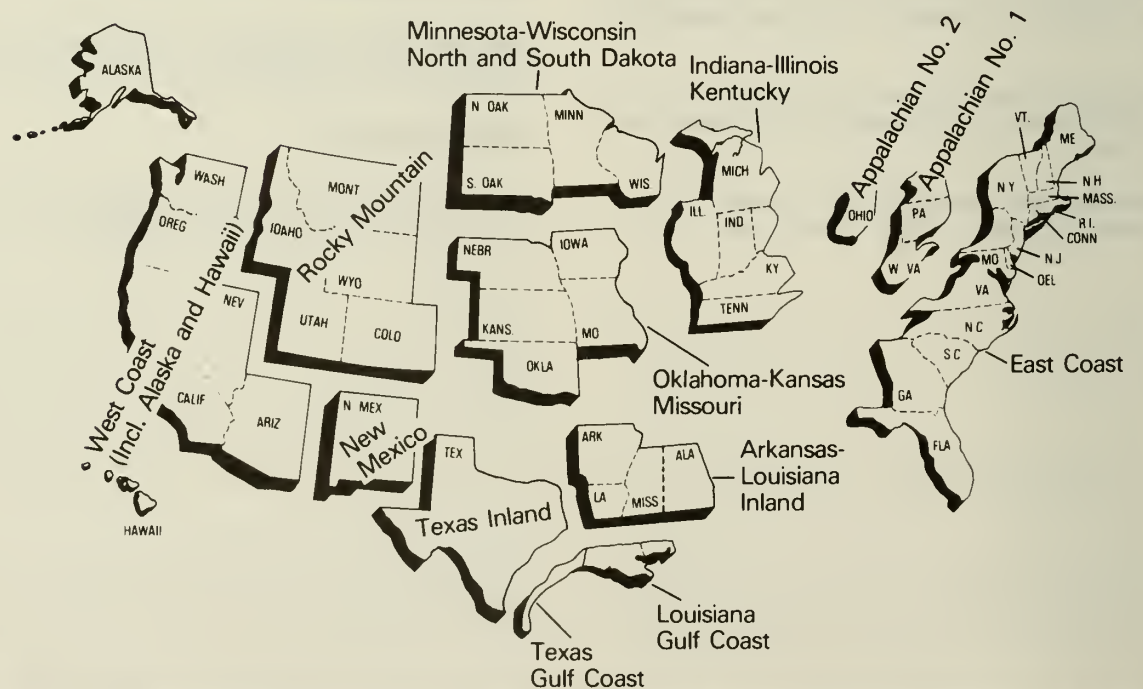 Minnesota-Wisconsin
North and South Dakota
Indiana-Illinois
Kentucky
Appalachian No. 2
Appalachian No. 1
ALASKA
WASH
OREG
NEV
CALIF
ARIZ
West Coast
(Incl. Alaska and Hawaii)
HAWAII
MONT
IDAHO
WYO
UTAH
COLO
Rocky Mountain
N MEX
New
Mexico
N OAK
MINN
S. OAK
WIS
NEBR
IOWA
KANS.
MO
OKLA
Oklahoma-Kansas
Missouri
MICH
ILL.
IND
KY
TENN
OHIO
PA
W VA
VT.
ME
N Y
N H
MASS.
R I.
CONN
N J
MO
OEL
VA
N C
S C
GA
FLA
East Coast
TEX
Texas Inland
ARK
ALA
LA
MISS
Arkansas-
Louisiana
Inland
Louisiana
Gulf Coast
Texas
Gulf Coast